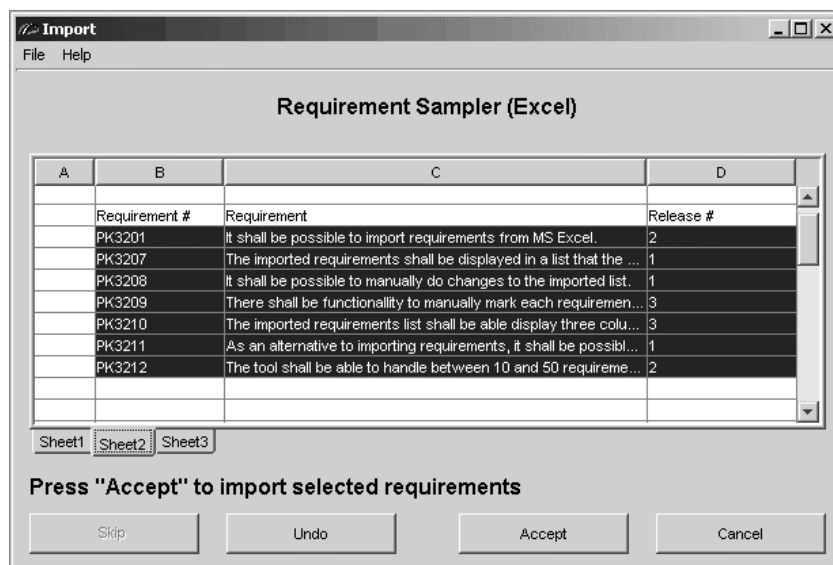 Import
File Help
Requirement Sampler (Excel)
A B C D
Requirement # Requirement Release #
PK3201 It shall be possible to import requirements from MS Excel. 2
PK3207 The imported requirements shall be displayed in a list that the ... 1
PK3208 It shall be possible to manually do changes to the imported list. 1
PK3209 There shall be functionallity to manually mark each requiremen... 3
PK3210 The imported requirements list shall be able display three colu... 3
PK3211 As an alternative to importing requirements, it shall be possibl... 1
PK3212 The tool shall be able to handle between 10 and 50 requireme... 2
Sheet1 Sheet2 Sheet3
Press "Accept" to import selected requirements
Skip Undo Accept Cancel